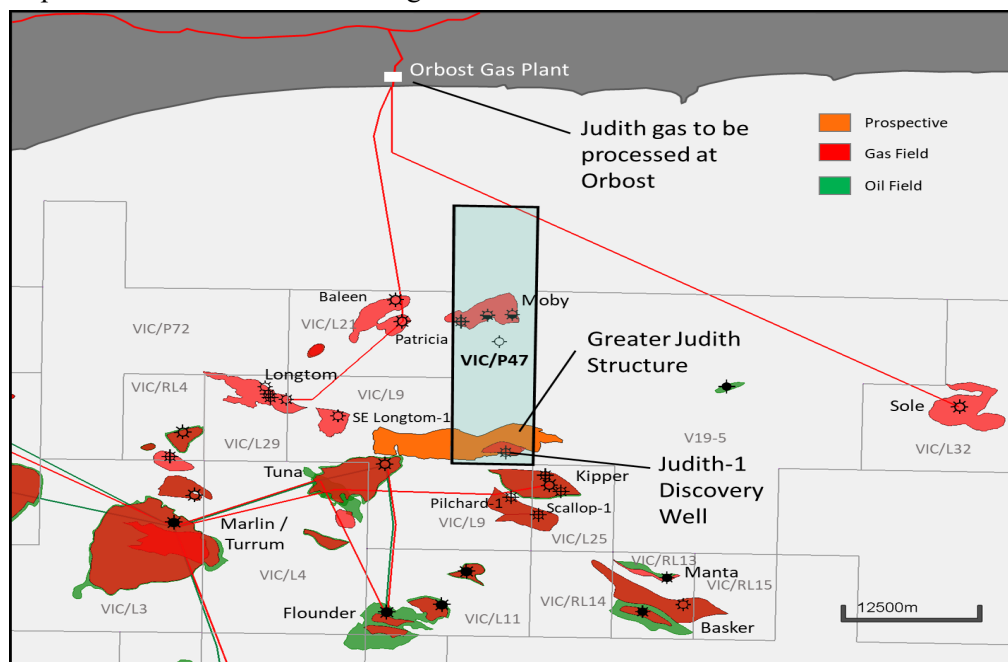 Orbost Gas Plant
Judith gas to be
processed at
Orbost
Prospective
Gas Field
Oil Field
Baleen
VIC/L21
Moby
VIC/P72
Patricia
VIC/P47
Greater Judith
Structure
Longtom
VIC/RL4
VIC/L9
SE Longtom-1
Sole
VIC/L29
V19-5
VIC/L32
Tuna
Kipper
Judith-1
Discovery
Well
Pilchard-1
Scallop-1
VIC/L9
Marlin /
Turrum
VIC/L25
VIC/L4
VIC/RL13
Manta
VIC/RL15
VIC/L3
Flounder
VIC/L11
VIC/RL14
Basker
12500m